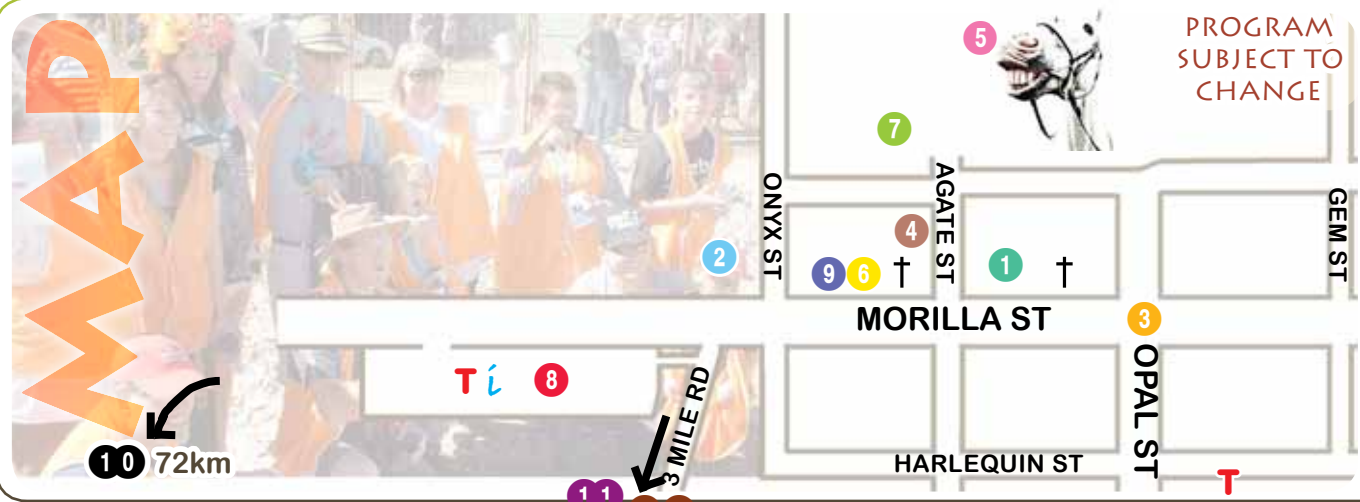 MAP
PROGRAM
SUBJECT TO
CHANGE
5
7
ONYX ST
AGATE ST
GEM ST
4
2
9 6 † 1 †
MORILLA ST
3
T i 8
3 MILE RD
OPAL ST
10 72km
HARLEQUIN ST
T
11